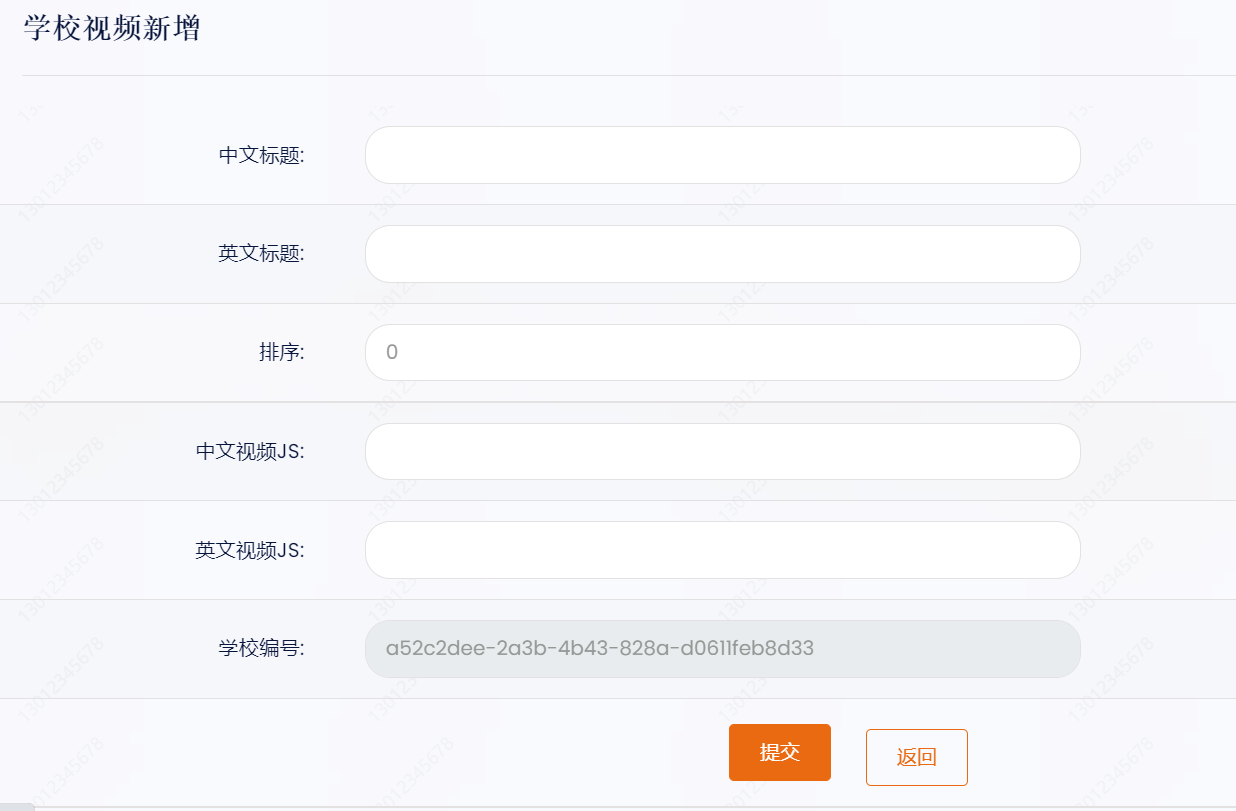 学校视频新增
中文标题:
英文标题:
排序: 0
中文视频JS:
英文视频JS:
学校编号: a52c2dee-2a3b-4b43-828a-d0611feb8d33
提交 返回
13012345678